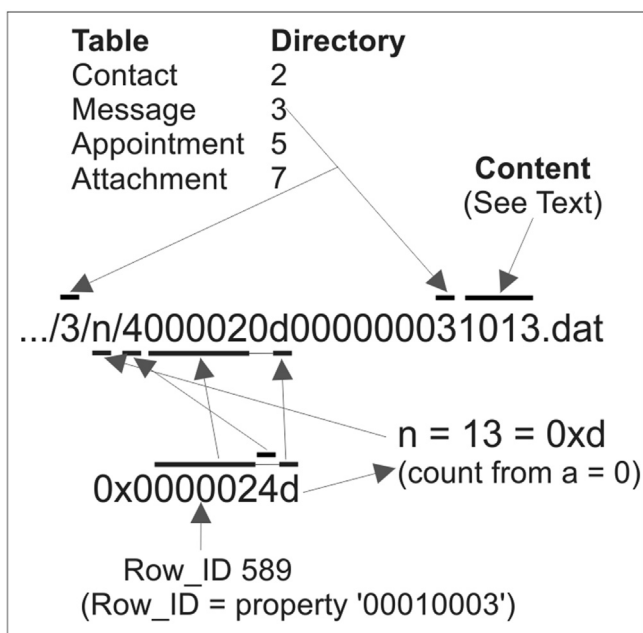 Table Directory
Contact 2
Message 3
Appointment 5
Attachment 7
Content
(See Text)
.../3/n/4000020d000000031013.dat
n = 13 = 0xd
(count from a = 0)
0x0000024d
Row_ID 589
(Row_ID = property '00010003')